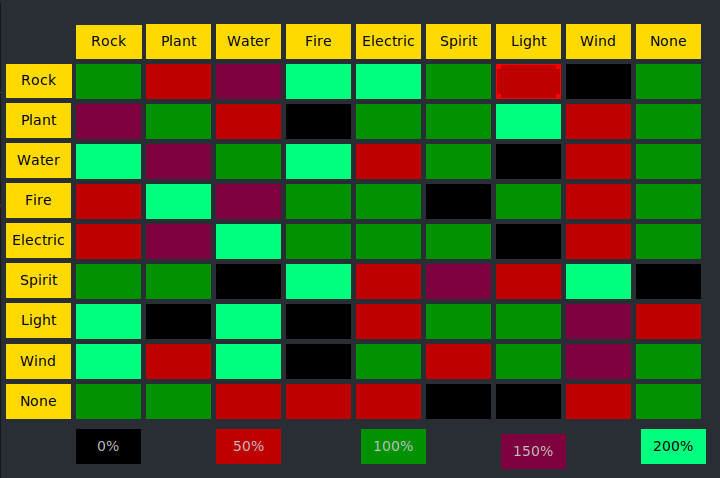 Rock Plant Water Fire Electric Spirit Light Wind None
Rock
Plant
Water
Fire
Electric
Spirit
Light
Wind
None
0% 50% 100% 150% 200%